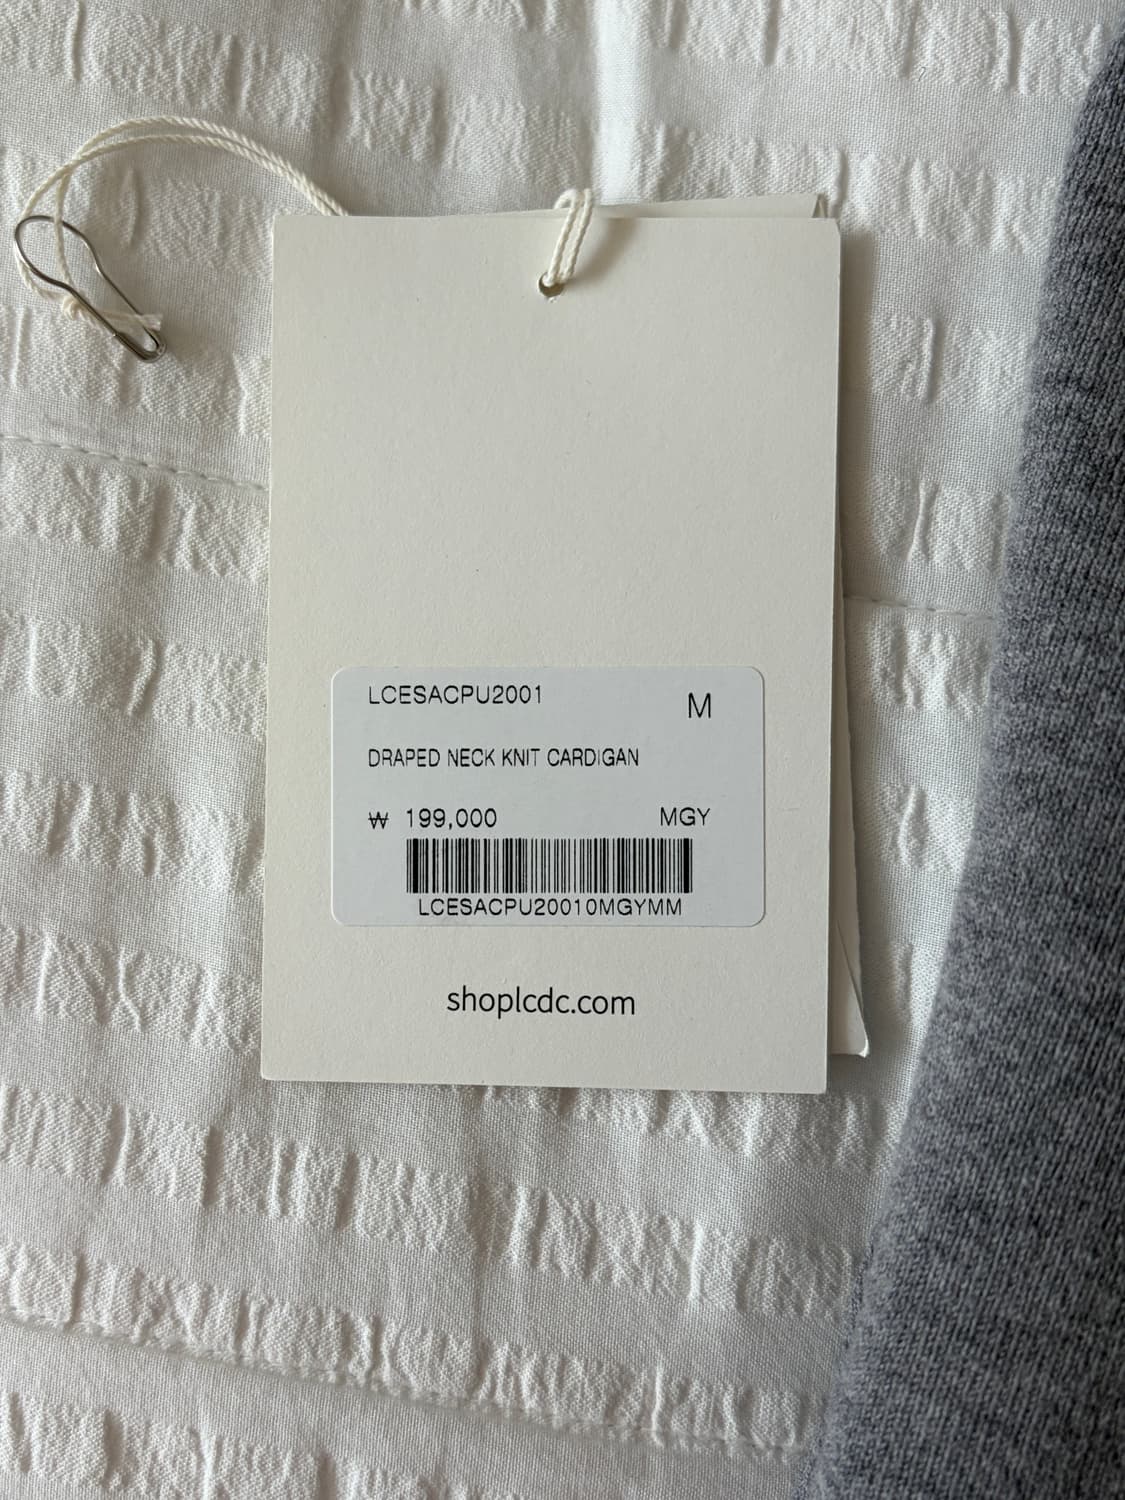 LCESACPU2001 M
DRAPED NECK KNIT CARDIGAN
₩ 199,000 MGY
LCESACPU20010MGYMM
shoplcdc.com